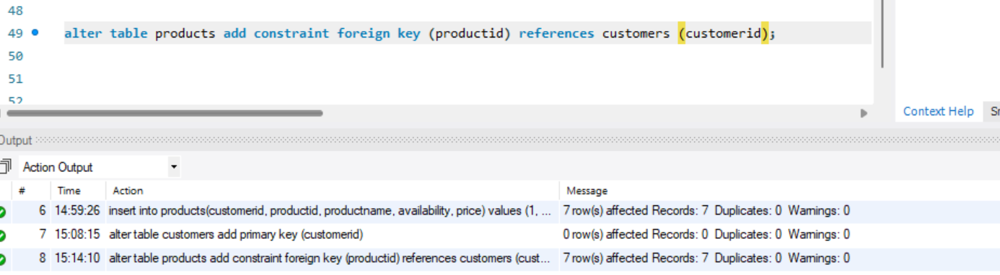 48
49 alter table products add constraint foreign key (productid) references customers (customerid);
50
51
52
Context Help
Output
Action Output
# Time Action Message
6 14:59:26 insert into products(customerid, productid, productname, availability, price) values (1, ... 7 row(s) affected Records: 7 Duplicates: 0 Warnings: 0
7 15:08:15 alter table customers add primary key (customerid) 0 row(s) affected Records: 0 Duplicates: 0 Warnings: 0
8 15:14:10 alter table products add constraint foreign key (productid) references customers (cust... 7 row(s) affected Records: 7 Duplicates: 0 Warnings: 0